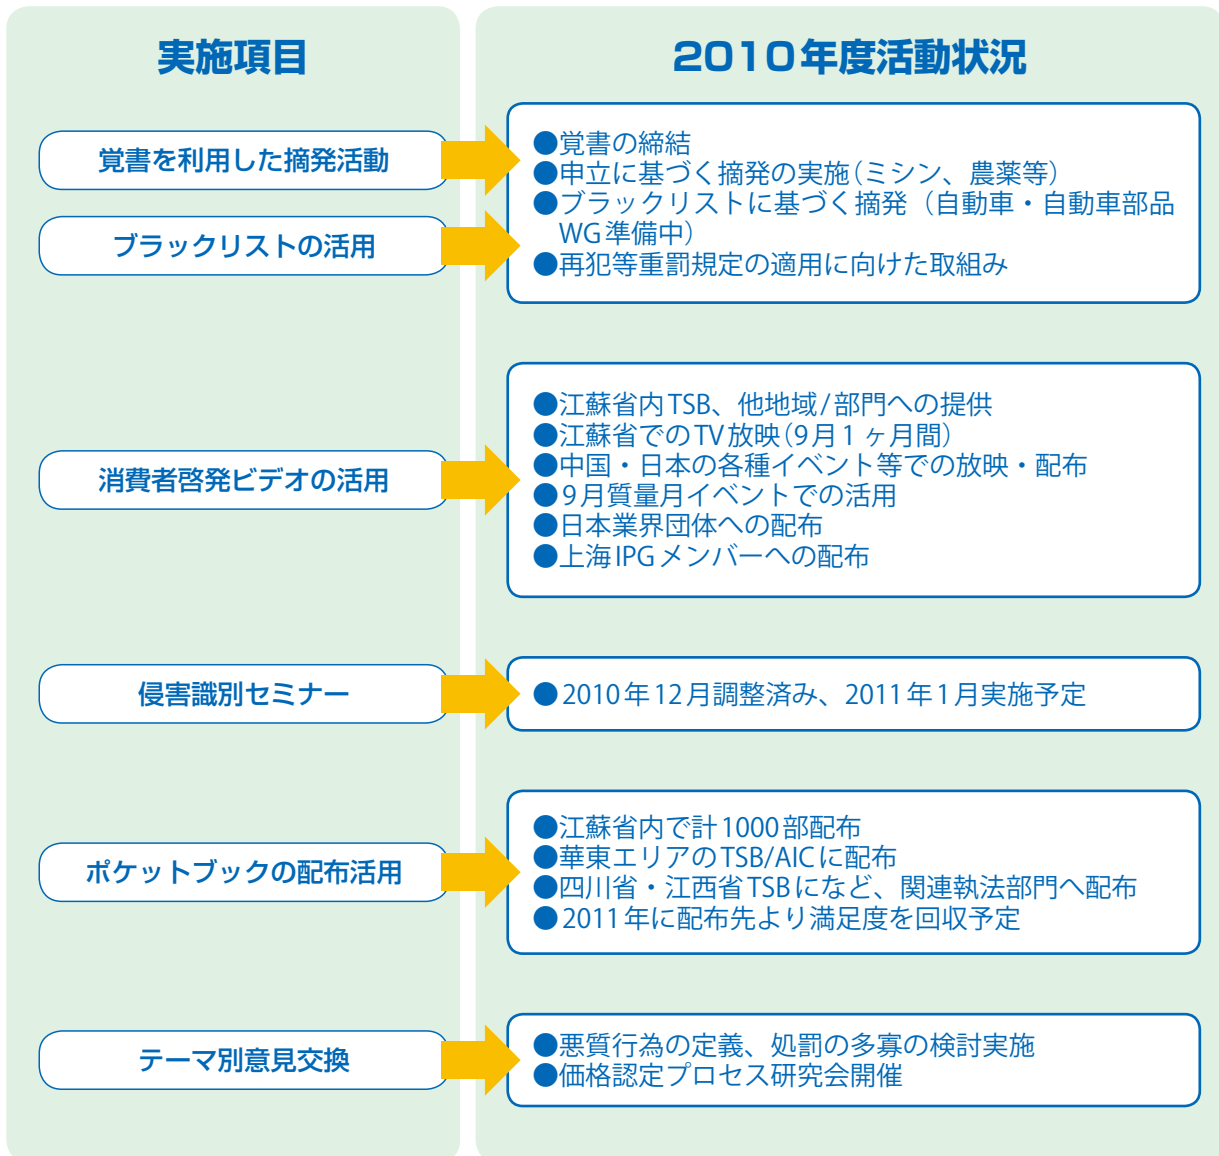 実施項目
2010年度活動状況
覚書を利用した摘発活動
ブラックリストの活用
●覚書の締結
●申立に基づく摘発の実施(ミシン、農薬等)
●ブラックリストに基づく摘発（自動車・自動車部品
WG準備中)
●再犯等重罰規定の適用に向けた取組み
消費者啓発ビデオの活用
●江蘇省内TSB、他地域/部門への提供
●江蘇省でのTV放映(9月1ヶ月間)
●中国・日本の各種イベント等での放映・配布
●9月質量月イベントでの活用
●日本業界団体への配布
●上海IPGメンバーへの配布
侵害識別セミナー
●2010年12月調整済み、2011年1月実施予定
ポケットブックの配布活用
●江蘇省内で計1000部配布
●華東エリアのTSB/AICに配布
●四川省・江西省TSBになど、関連執法部門へ配布
●2011年に配布先より満足度を回収予定
テーマ別意見交換
●悪質行為の定義、処罰の多寡の検討実施
●価格認定プロセス研究会開催